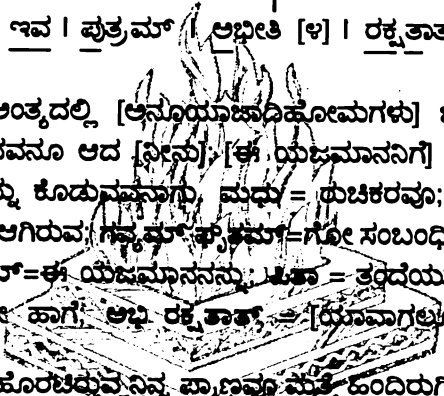 ಇವ | ಪುತ್ರಮ್ | ಅಭೀತಿ [೪] | ರಕ್ಷತಾತ
ಅಂತ್ಯದಲ್ಲಿ [ಅನೂಯಾಜಾದಿಹೋಮಗಳು]
ನವನೂ ಆದ [ನೀನು] [ಈ ಯಜಮಾನನಿಗೆ]
ನ್ನು ಕೊಡುವವನಾಗು, ಮಧು = ರುಚಿಕರವೂ;
ಆಗಿರುವ; ಗವ್ಯಮ್ ಘೃತಮ್=ಗೋ ಸಂಬಂಧಿ
=ಈ ಯಜಮಾನನನ್ನು; ಪಿತಾ = ತಂದೆಯ
ಹಾಗೆ; ಅಭಿ ರಕ್ಷತಾತ್ = [ಯಾವಾಗಲೂ
ಹೊರಟಿರುವ ನಿನ್ನ ಪ್ರಾಣವೂ ಮತ್ತೆ ಹಿಂದಿರುಗಿ